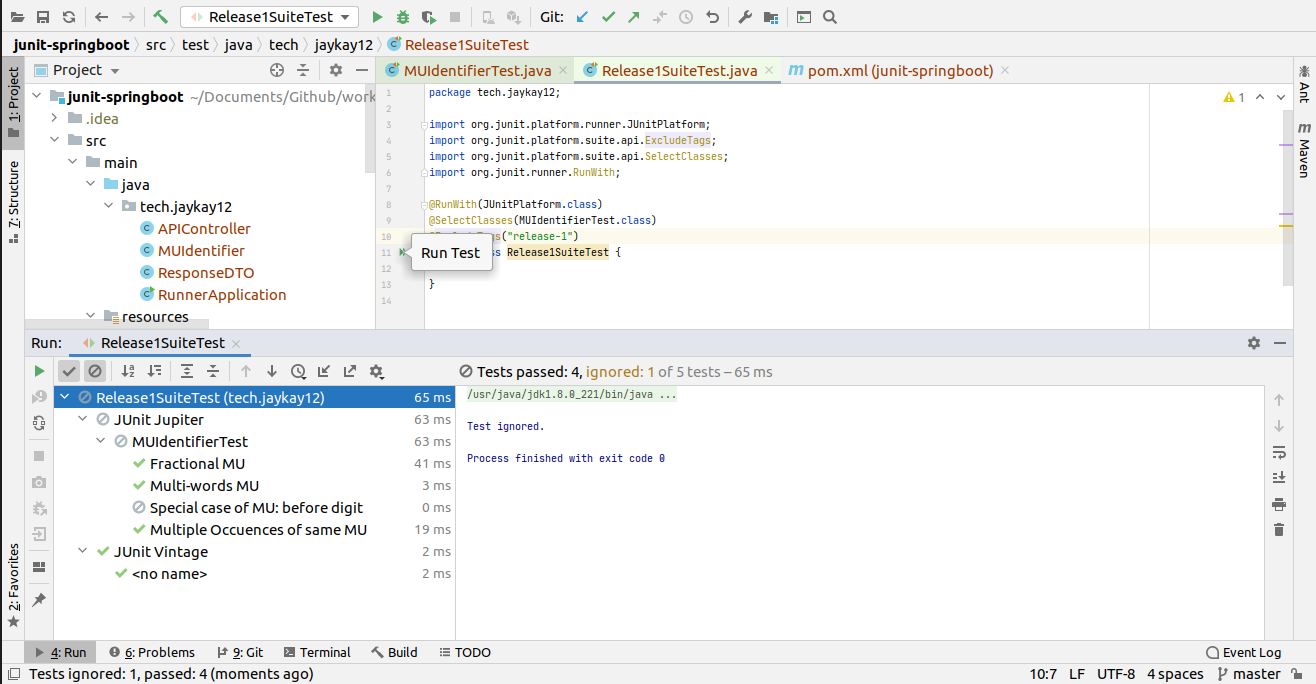 Release1SuiteTest
Git:
junit-springboot
src
test
java
tech
jaykay12
Release1SuiteTest
Project
MUIdentifierTest.java
Release1SuiteTest.java
m pom.xml (junit-springboot)
1: Project
7: Structure
2: Favorites
Ant
m Maven
junit-springboot ~/Documents/Github/work
.idea
src
main
java
tech.jaykay12
C APIController
C MUIdentifier
C ResponseDTO
C RunnerApplication
resources
1 package tech.jaykay12;
2
3 import org.junit.platform.runner.JUnitPlatform;
4 import org.junit.platform.suite.api.ExcludeTags;
5 import org.junit.platform.suite.api.SelectClasses;
6 import org.junit.runner.RunWith;
7
8 @RunWith(JUnitPlatform.class)
9 @SelectClasses(MUIdentifierTest.class)
10 ("release-1")
11 Release1SuiteTest {
12
13 }
14
Run Test
1
Run:
Release1SuiteTest
Tests passed: 4, ignored: 1 of 5 tests – 65 ms
Release1SuiteTest (tech.jaykay12) 65 ms
JUnit Jupiter 63 ms
MUIdentifierTest 63 ms
Fractional MU 41 ms
Multi-words MU 3 ms
Special case of MU: before digit 0 ms
Multiple Occuences of same MU 19 ms
JUnit Vintage 2 ms
<no name> 2 ms
/usr/java/jdk1.8.0_221/bin/java ...
Test ignored.
Process finished with exit code 0
4: Run
6: Problems
9: Git
Terminal
Build
TODO
Event Log
Tests ignored: 1, passed: 4 (moments ago)
10:7 LF UTF-8 4 spaces master